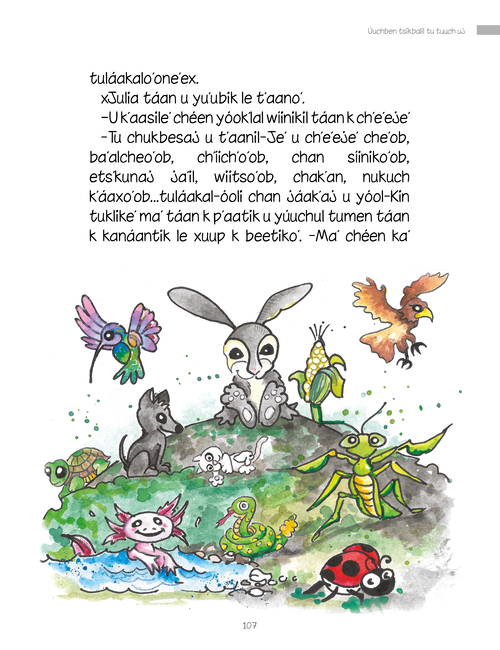 Úuchben tsikbalil tu tuuch uj
tuláakalo'one'ex.
xJulia táan u yu'ubik le t'aano'.
–U k'aasile' chéen yóok'lal wíinikil táan k ch'e'eje'
-Tu chukbesaj u t'aanil-Je' u ch'e'eje' che'ob,
ba'alcheo'ob, ch'íich'o'ob, chan síiniko'ob,
ets'kunaj ja'il, wiitso'ob, chak'an, nukuch
k'áaxo'ob...tuláakal-óoli chan jáak'aj u yóol-Kin
tuklike' ma' táan k p'aatik u yúuchul tumen táan
k kanáantik le xuup k beetiko'. -Ma' chéen ka'
107